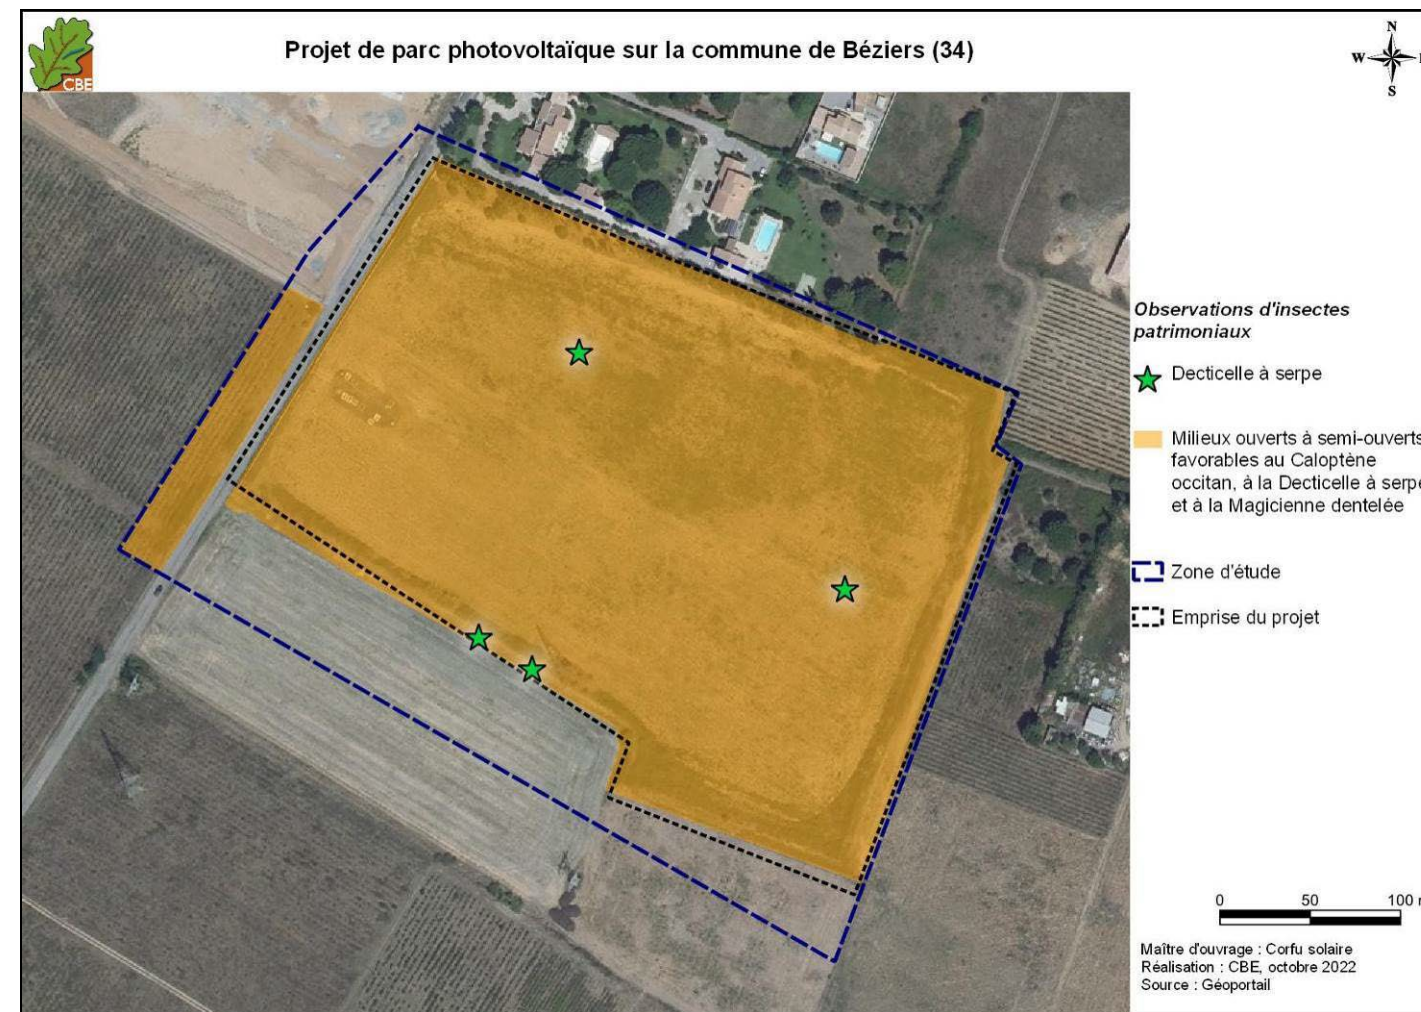 CBE
Projet de parc photovoltaïque sur la commune de Béziers (34)
N
W
S
Observations d'insectes
patrimoniaux
Decticelle à serpe
Milieux ouverts à semi-ouverts
favorables au Caloptène
occitan, à la Decticelle à serpe
et à la Magicienne dentelée
Zone d'étude
Emprise du projet
0 50 100
Maître d'ouvrage : Corfu solaire
Réalisation : CBE, octobre 2022
Source : Géoportail